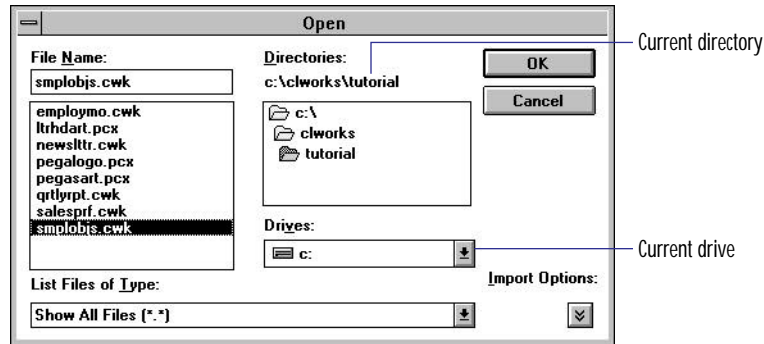 Open
File Name:
smplobjs.cwk
employmo.cwk
ltrhdart.pcx
newslttr.cwk
pegalogo.pcx
pegasart.pcx
qrtlyrpt.cwk
salesprf.cwk
smplobjs.cwk
List Files of Type:
Show All Files (*.*)
Directories:
c:\clworks\tutorial
c:\
clworks
tutorial
Drives:
c:
OK
Cancel
Import Options:
Current directory
Current drive